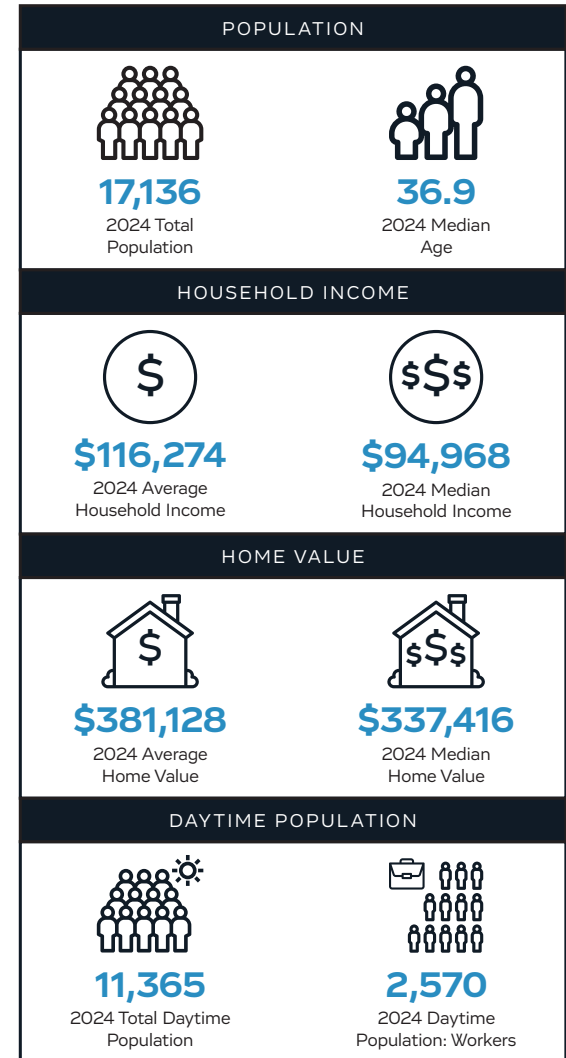 POPULATION
17,136
2024 Total
Population
36.9
2024 Median
Age
HOUSEHOLD INCOME
$
$116,274
2024 Average
Household Income
$$$
$94,968
2024 Median
Household Income
HOME VALUE
$
$381,128
2024 Average
Home Value
$$$
$337,416
2024 Median
Home Value
DAYTIME POPULATION
11,365
2024 Total Daytime
Population
2,570
2024 Daytime
Population: Workers